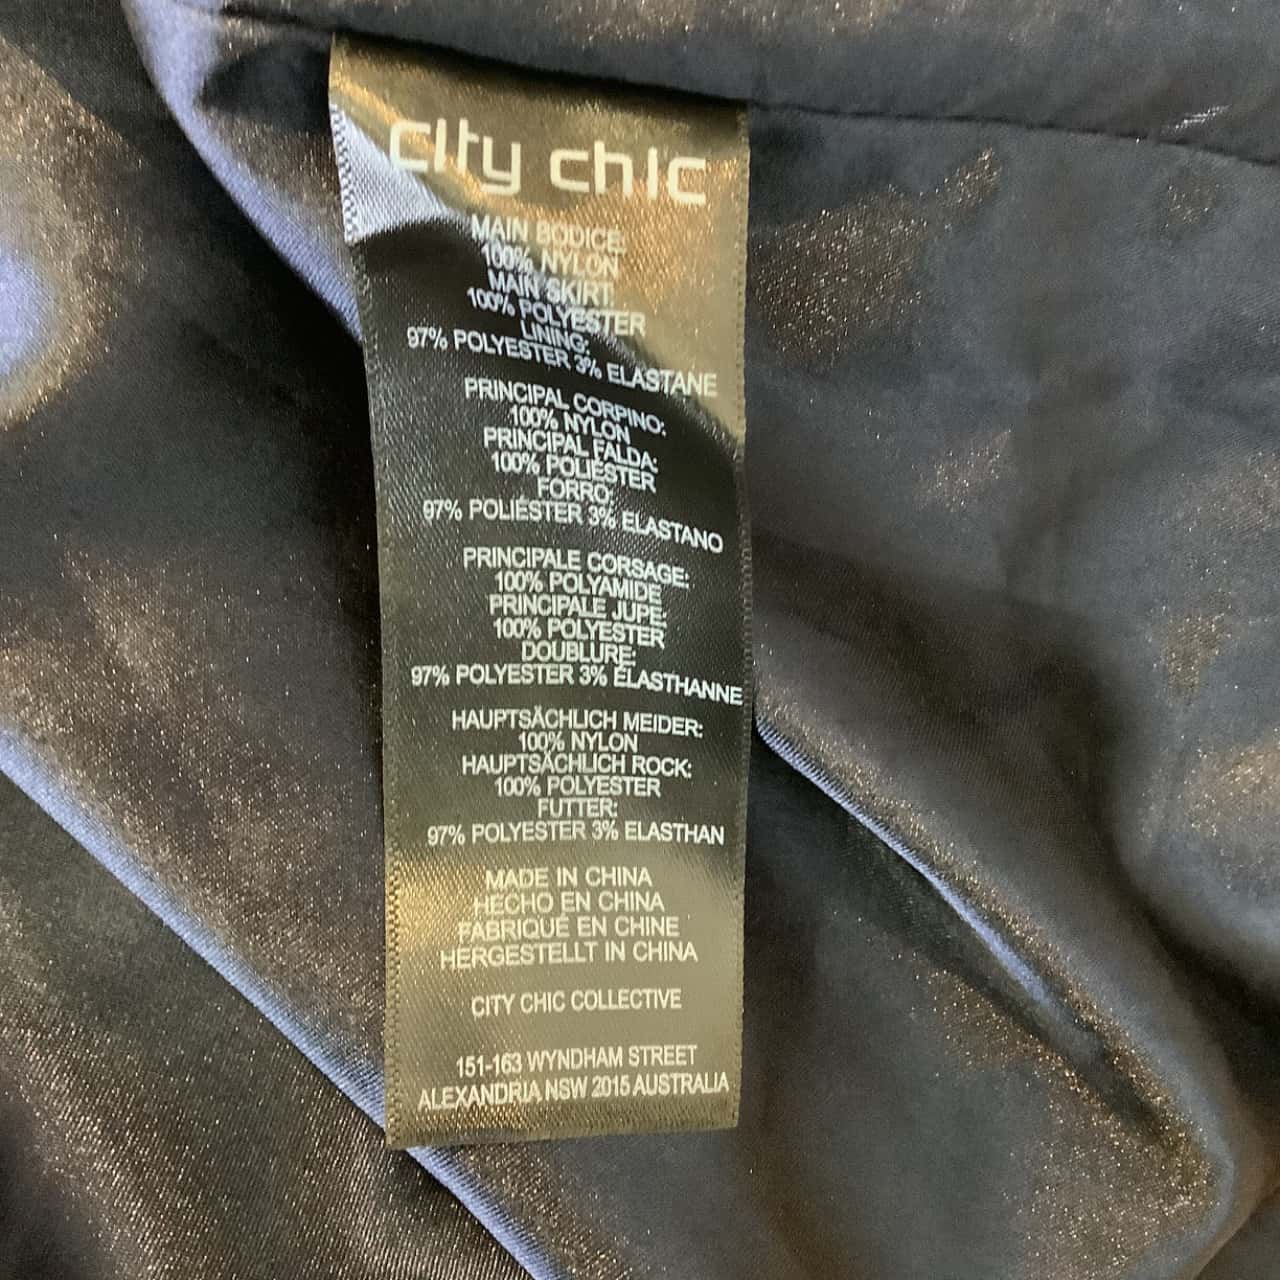 city chic
MAIN BODICE:
100% NYLON
MAIN SKIRT:
100% POLYESTER
LINING:
97% POLYESTER 3% ELASTANE
PRINCIPAL CORPINO:
100% NYLON
PRINCIPAL FALDA:
100% POLIÉSTER
FORRO:
97% POLIÉSTER 3% ELASTANO
PRINCIPALE CORSAGE:
100% POLYAMIDE
PRINCIPALE JUPE:
100% POLYESTER
DOUBLURE:
97% POLYESTER 3% ÉLASTHANNE
HAUPTSÄCHLICH MEIDER:
100% NYLON
HAUPTSÄCHLICH ROCK:
100% POLYESTER
FUTTER:
97% POLYESTER 3% ELASTHAN
MADE IN CHINA
HECHO EN CHINA
FABRIQUÉ EN CHINE
HERGESTELLT IN CHINA
CITY CHIC COLLECTIVE
151-163 WYNDHAM STREET
ALEXANDRIA NSW 2015 AUSTRALIA